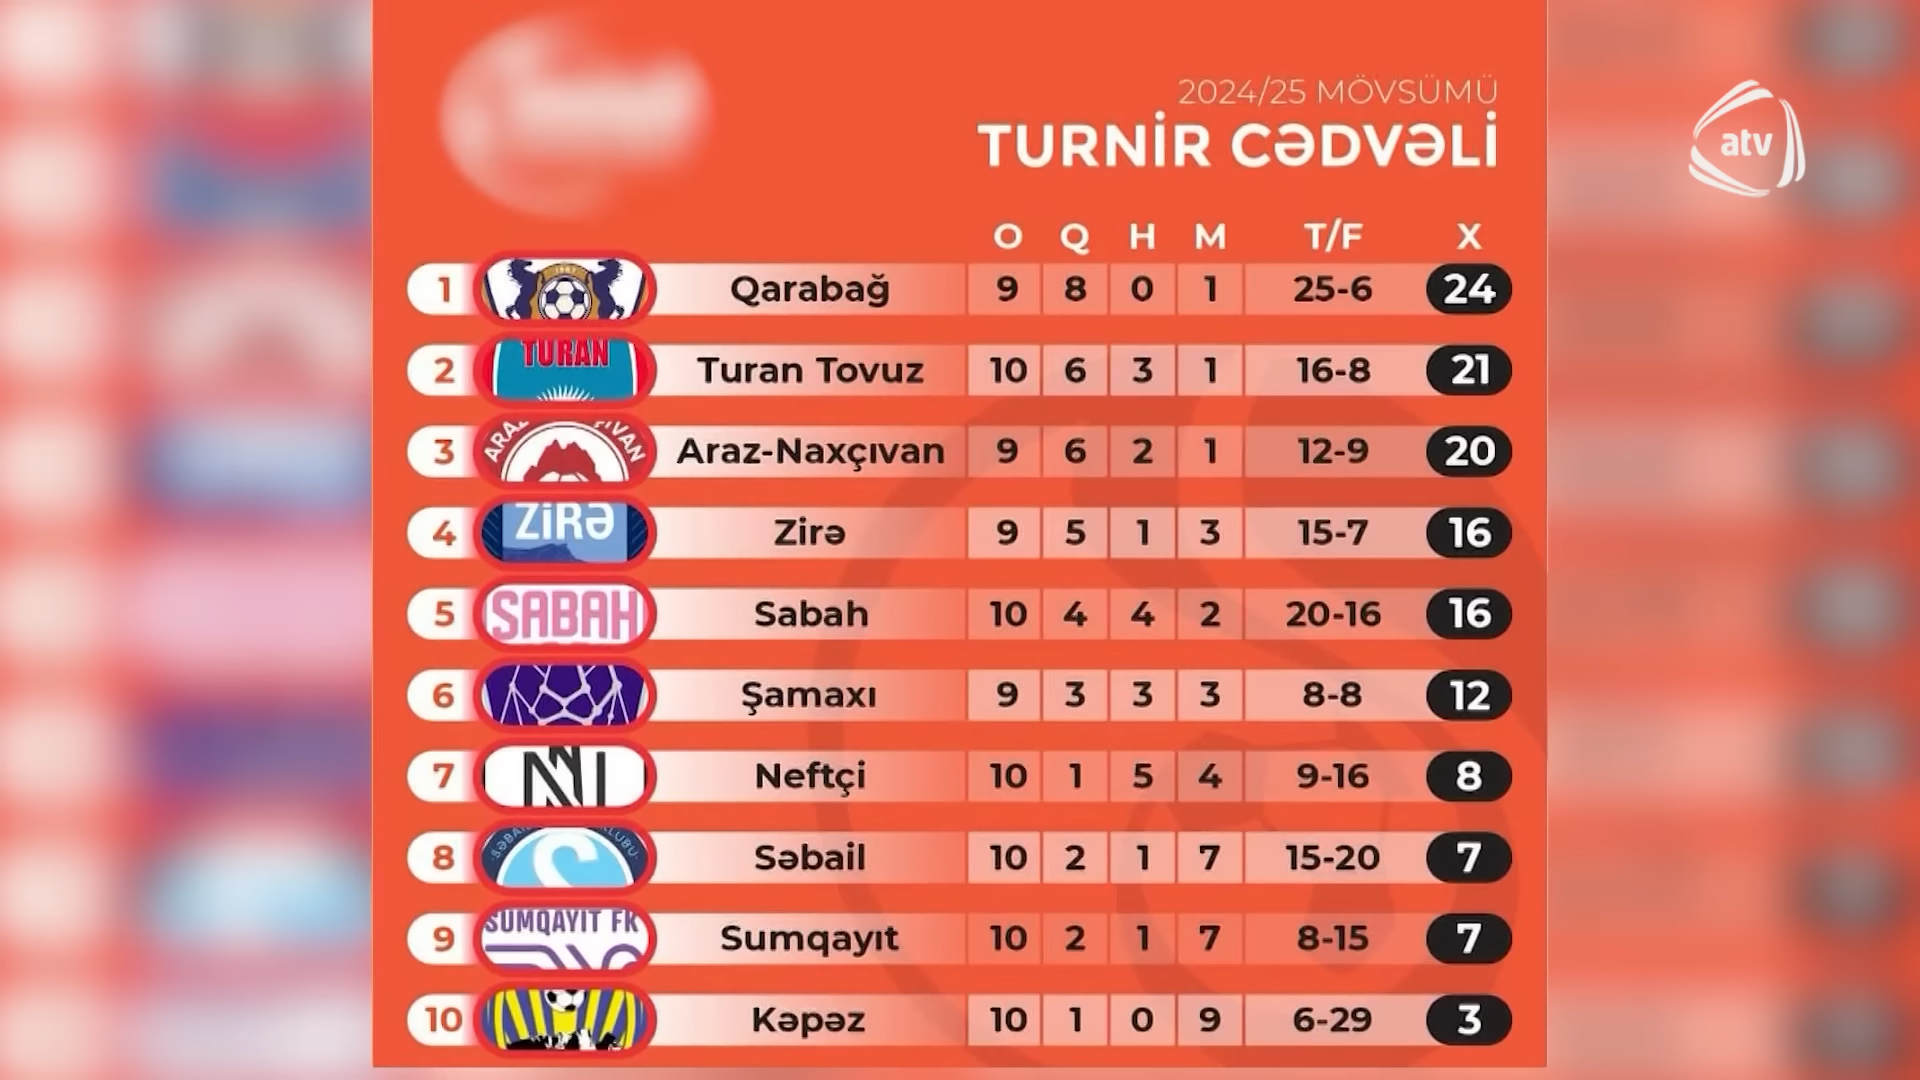 2024/25 MÖVSÜMÜ
TURNİR CƏDVƏLİ
atv
O Q H M T/F X
1 Qarabağ 9 8 0 1 25-6 24
2 TURAN Turan Tovuz 10 6 3 1 16-8 21
3 Araz-Naxçıvan 9 6 2 1 12-9 20
4 ZİRƏ Zirə 9 5 1 3 15-7 16
5 SABAH Sabah 10 4 4 2 20-16 16
6 Şamaxı 9 3 3 3 8-8 12
7 Neftçi 10 1 5 4 9-16 8
8 Səbail 10 2 1 7 15-20 7
9 SUMQAYIT FK Sumqayıt 10 2 1 7 8-15 7
10 Kəpəz 10 1 0 9 6-29 3